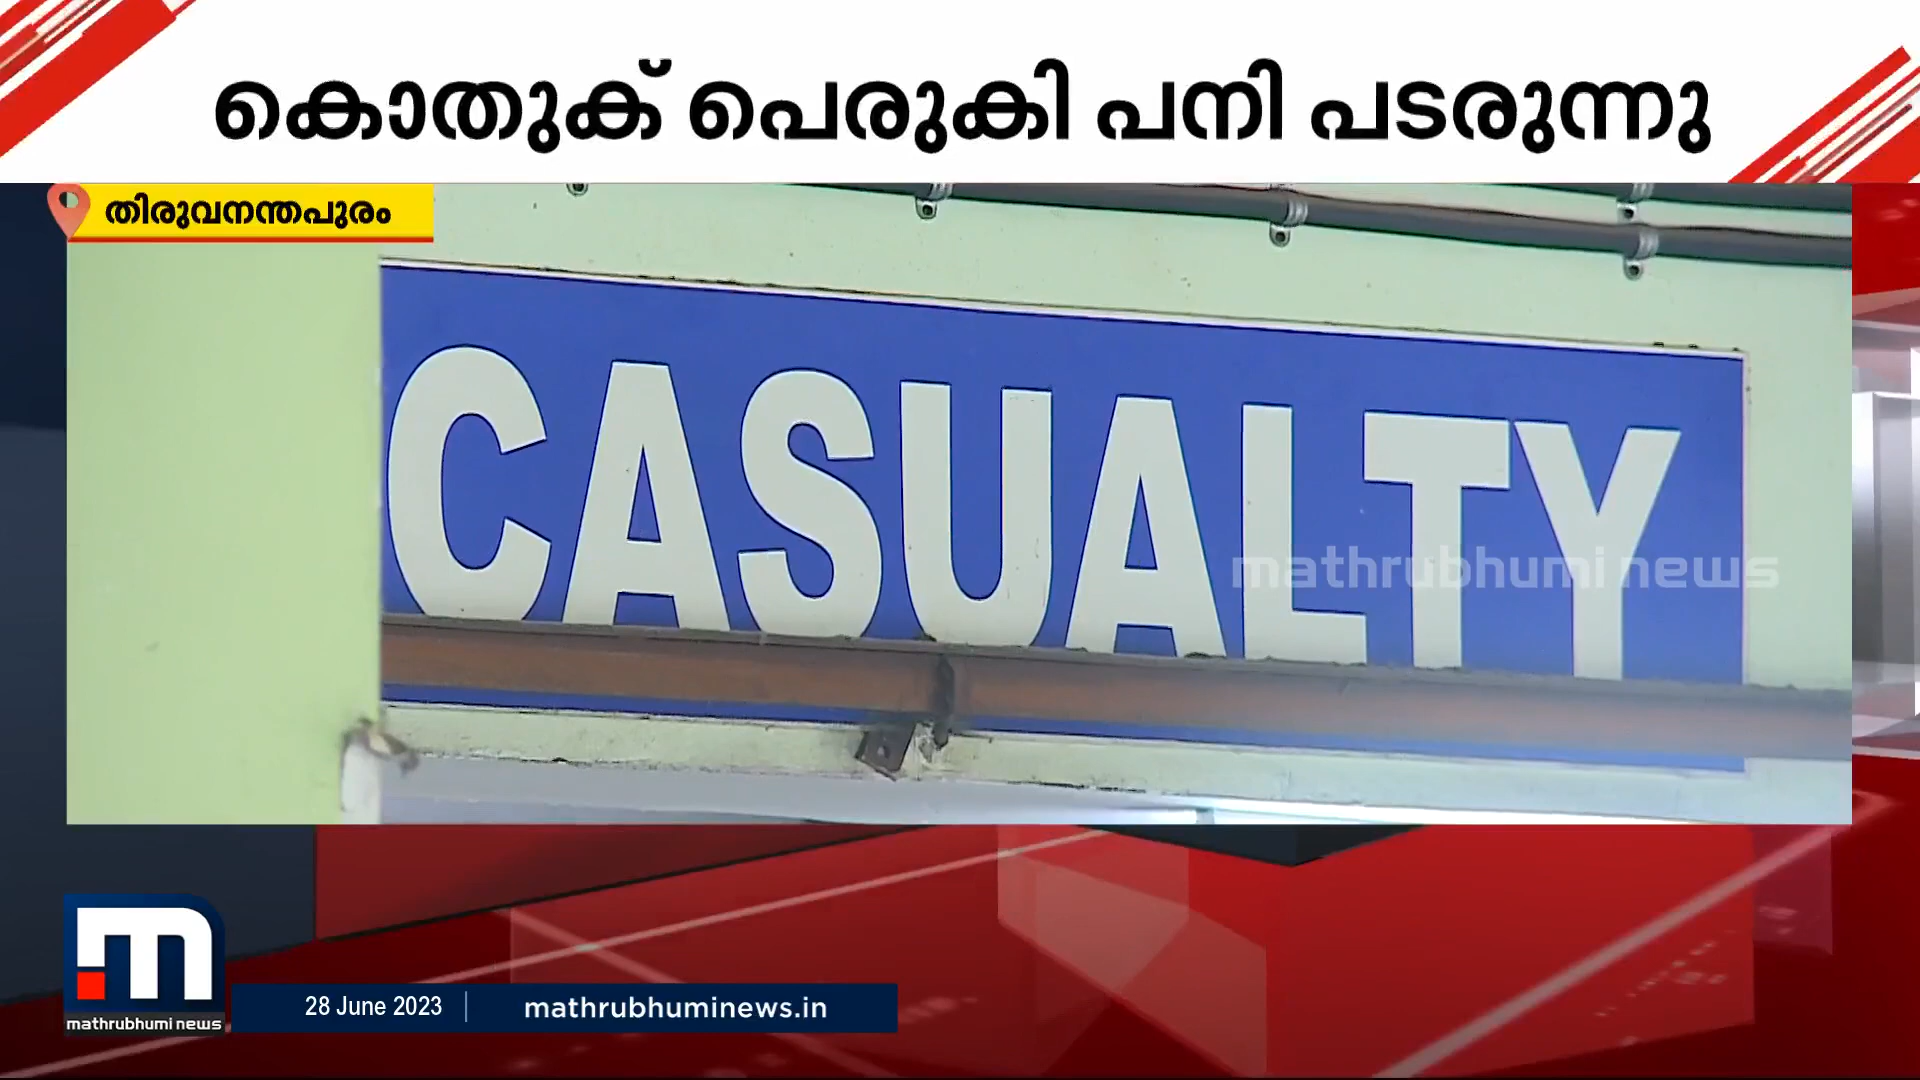 കൊതുക് പെരുകി പനി പടരുന്നു
തിരുവനന്തപുരം
CASUALTY
mathrubhumi news
mathrubhumi news
28 June 2023
mathrubhuminews.in